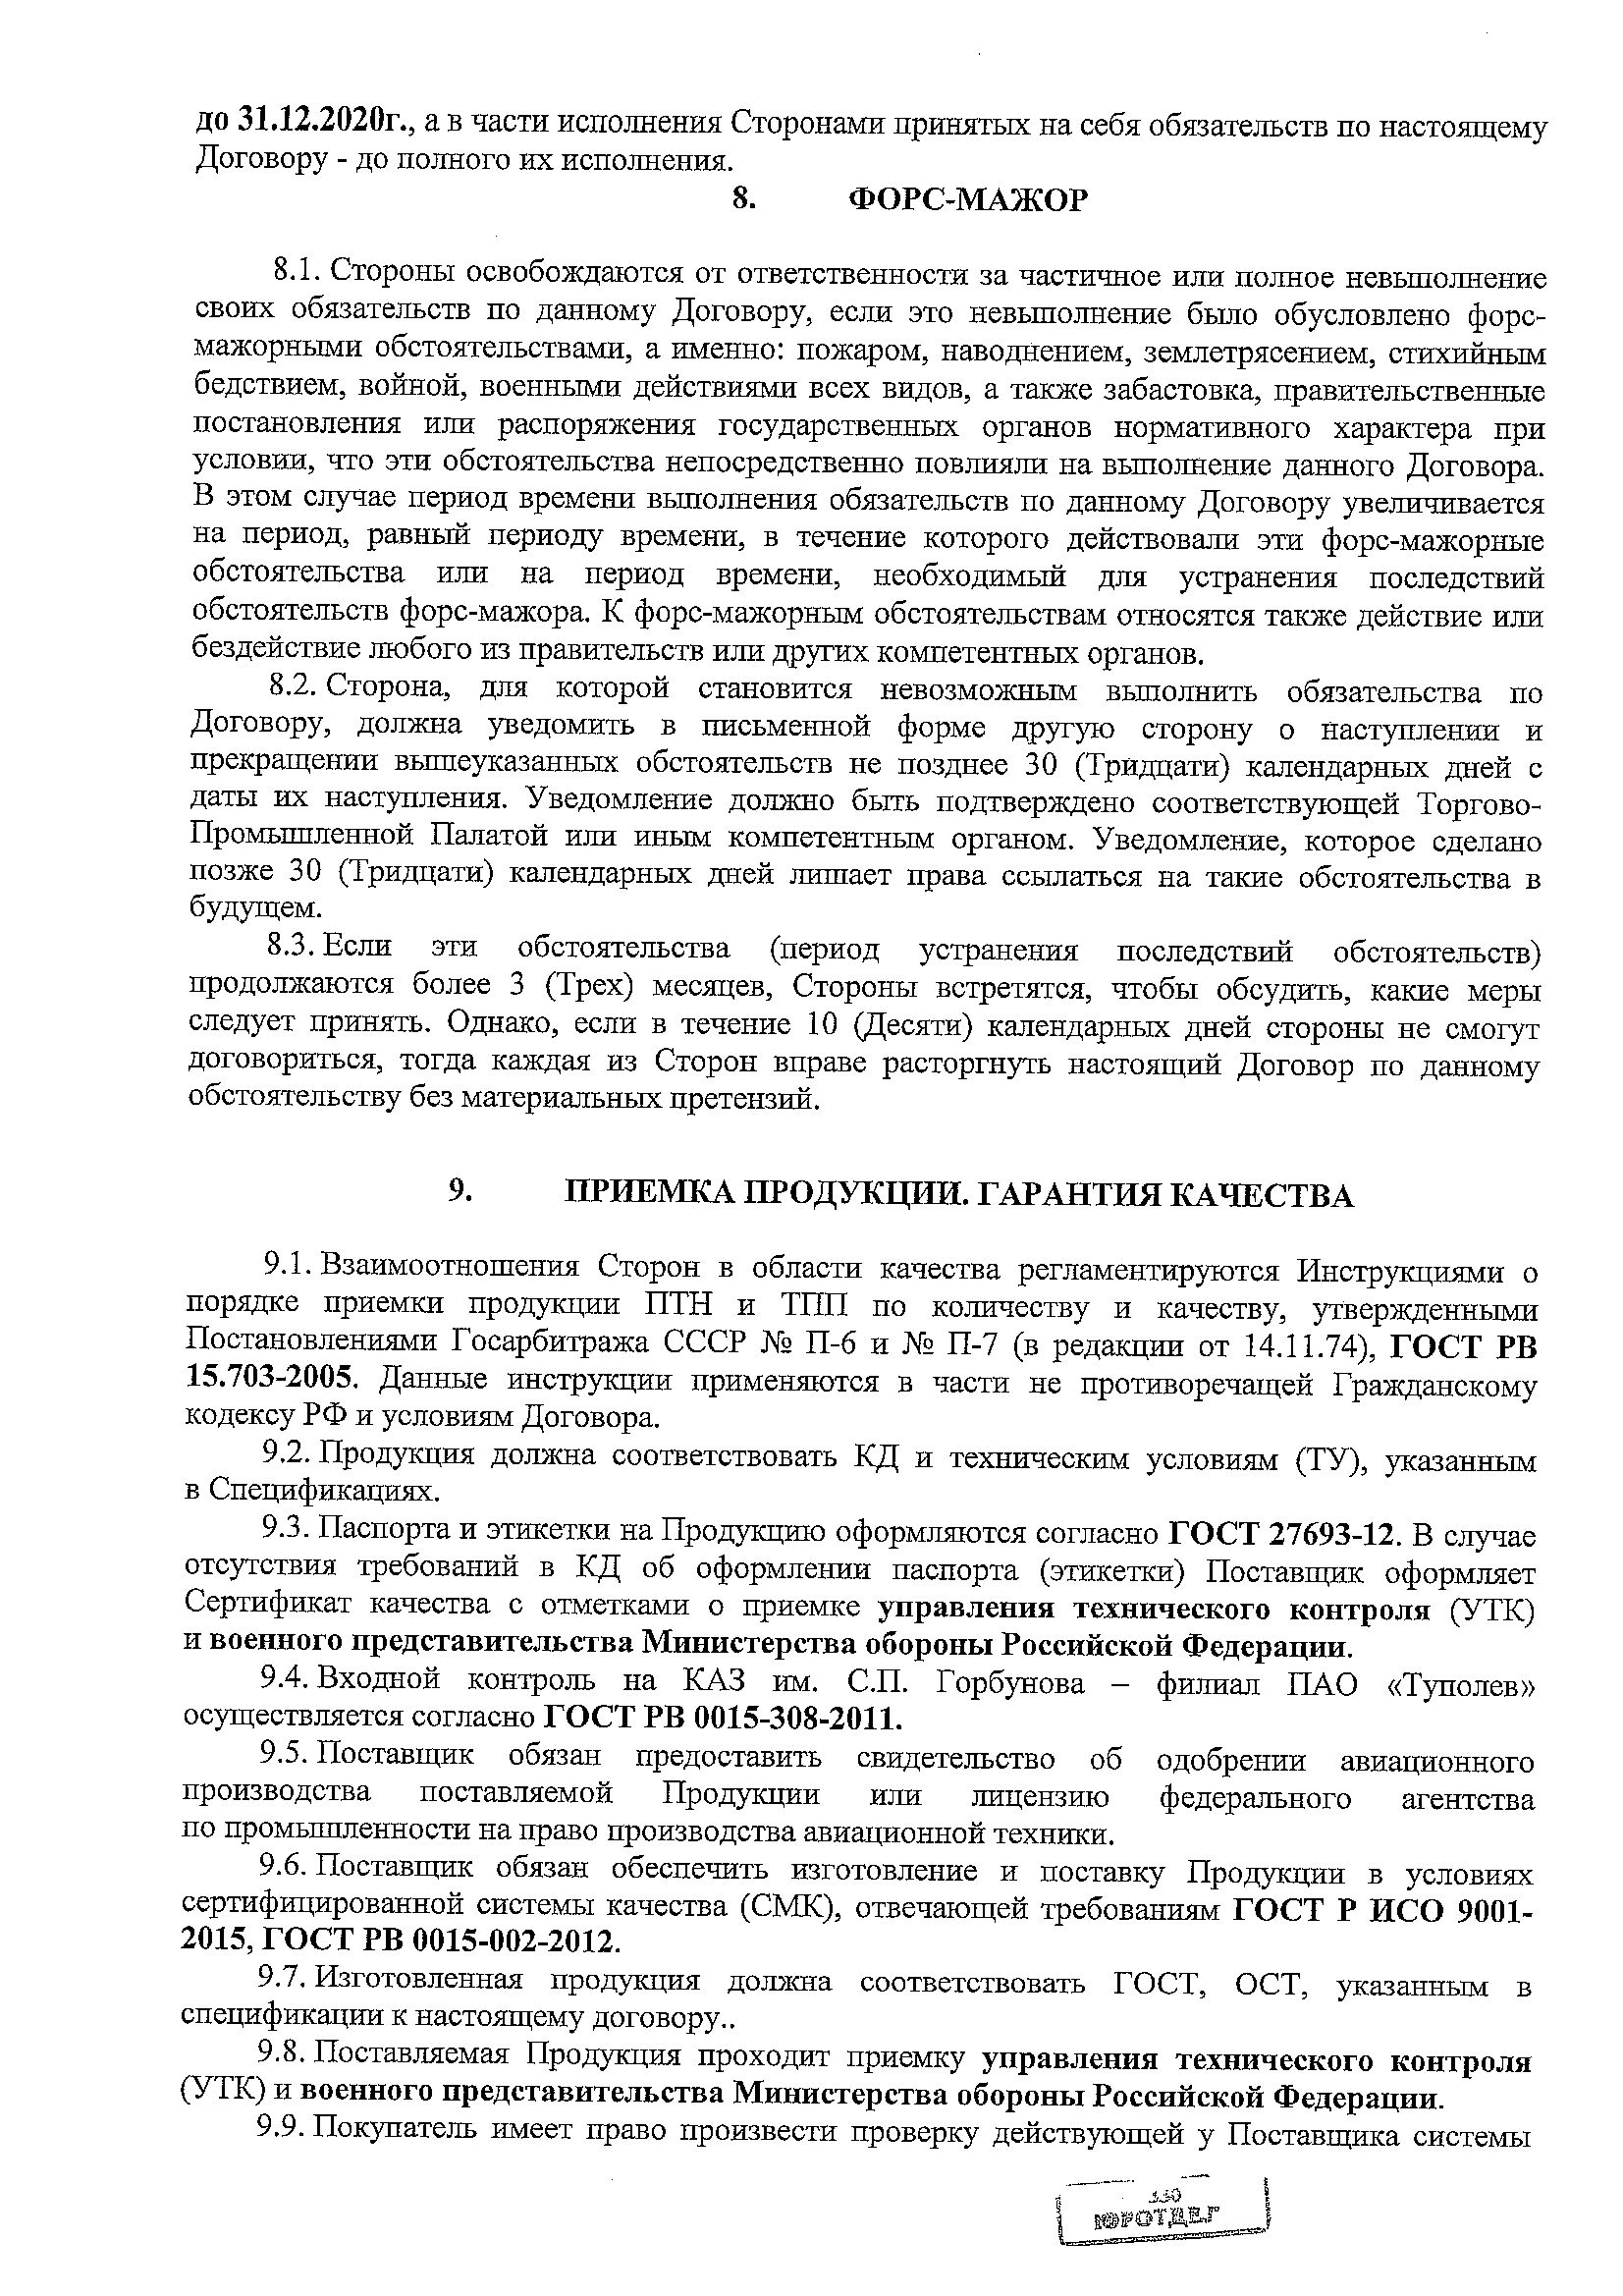 до 31.12.2020г., а в части исполнения Сторонами принятых на себя обязательств по настоящему
Договору - до полного их исполнения.
8. ФОРС-МАЖОР
8.1. Стороны освобождаются от ответственности за частичное или полное невыполнение
своих обязательств по данному Договору, если это невыполнение было обусловлено форс-
мажорными обстоятельствами, а именно: пожаром, наводнением, землетрясением, стихийным
бедствием, войной, военными действиями всех видов, а также забастовка, правительственные
постановления или распоряжения государственных органов нормативного характера при
условии, что эти обстоятельства непосредственно повлияли на выполнение данного Договора.
В этом случае период времени выполнения обязательств по данному Договору увеличивается
на период, равный периоду времени, в течение которого действовали эти форс-мажорные
обстоятельства или на период времени, необходимый для устранения последствий
обстоятельств форс-мажора. К форс-мажорным обстоятельствам относятся также действие или
бездействие любого из правительств или других компетентных органов.
8.2. Сторона, для которой становится невозможным выполнить обязательства по
Договору, должна уведомить в письменной форме другую сторону о наступлении и
прекращении вышеуказанных обстоятельств не позднее 30 (Тридцати) календарных дней с
даты их наступления. Уведомление должно быть подтверждено соответствующей Торгово-
Промышленной Палатой или иным компетентным органом. Уведомление, которое сделано
позже 30 (Тридцати) календарных дней лишает права ссылаться на такие обстоятельства в
будущем.
8.3. Если эти обстоятельства (период устранения последствий обстоятельств)
продолжаются более 3 (Трех) месяцев, Стороны встретятся, чтобы обсудить, какие меры
следует принять. Однако, если в течение 10 (Десяти) календарных дней стороны не смогут
договориться, тогда каждая из Сторон вправе расторгнуть настоящий Договор по данному
обстоятельству без материальных претензий.
9. ПРИЕМКА ПРОДУКЦИИ. ГАРАНТИЯ КАЧЕСТВА
9.1. Взаимоотношения Сторон в области качества регламентируются Инструкциями о
порядке приемки продукции ПТН и ТПП по количеству и качеству, утвержденными
Постановлениями Госарбитража СССР № П-6 и № П-7 (в редакции от 14.11.74), ГОСТ РВ
15.703-2005. Данные инструкции применяются в части не противоречащей Гражданскому
кодексу РФ и условиям Договора.
9.2. Продукция должна соответствовать КД и техническим условиям (ТУ), указанным
в Спецификациях.
9.3. Паспорта и этикетки на Продукцию оформляются согласно ГОСТ 27693-12. В случае
отсутствия требований в КД об оформлении паспорта (этикетки) Поставщик оформляет
Сертификат качества с отметками о приемке управления технического контроля (УТК)
и военного представительства Министерства обороны Российской Федерации.
9.4. Входной контроль на КАЗ им. С.П. Горбунова – филиал ПАО «Туполев»
осуществляется согласно ГОСТ РВ 0015-308-2011.
9.5. Поставщик обязан предоставить свидетельство об одобрении авиационного
производства поставляемой Продукции или лицензию федерального агентства
по промышленности на право производства авиационной техники.
9.6. Поставщик обязан обеспечить изготовление и поставку Продукции в условиях
сертифицированной системы качества (СМК), отвечающей требованиям ГОСТ Р ИСО 9001-
2015, ГОСТ РВ 0015-002-2012.
9.7. Изготовленная продукция должна соответствовать ГОСТ, ОСТ, указанным в
спецификации к настоящему договору..
9.8. Поставляемая Продукция проходит приемку управления технического контроля
(УТК) и военного представительства Министерства обороны Российской Федерации.
9.9. Покупатель имеет право произвести проверку действующей у Поставщика системы
ЮРОТДЕЛ